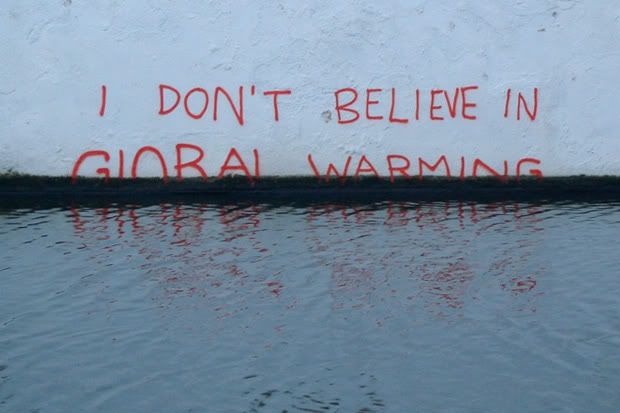 I DON'T BELIEVE IN
GLOBAL WARMING